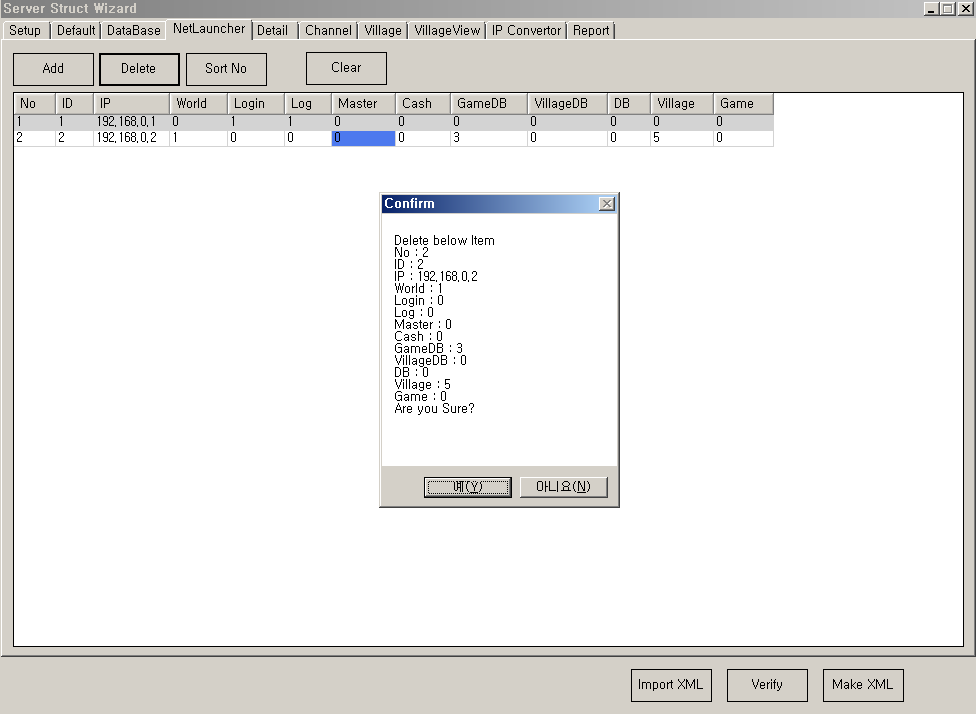 Server Struct Wizard
Setup Default DataBase NetLauncher Detail Channel Village VillageView IP Convertor Report
Add Delete Sort No Clear
No ID IP World Login Log Master Cash GameDB VillageDB DB Village Game
1 1 192,168,0,1 0 1 1 0 0 0 0 0 0 0
2 2 192,168,0,2 1 0 0 0 0 3 0 0 5 0
Confirm
Delete below Item
No : 2
ID : 2
IP : 192,168,0,2
World : 1
Login : 0
Log : 0
Master : 0
Cash : 0
GameDB : 3
VillageDB : 0
DB : 0
Village : 5
Game : 0
Are you Sure?
예(Y) 아니요(N)
Import XML Verify Make XML